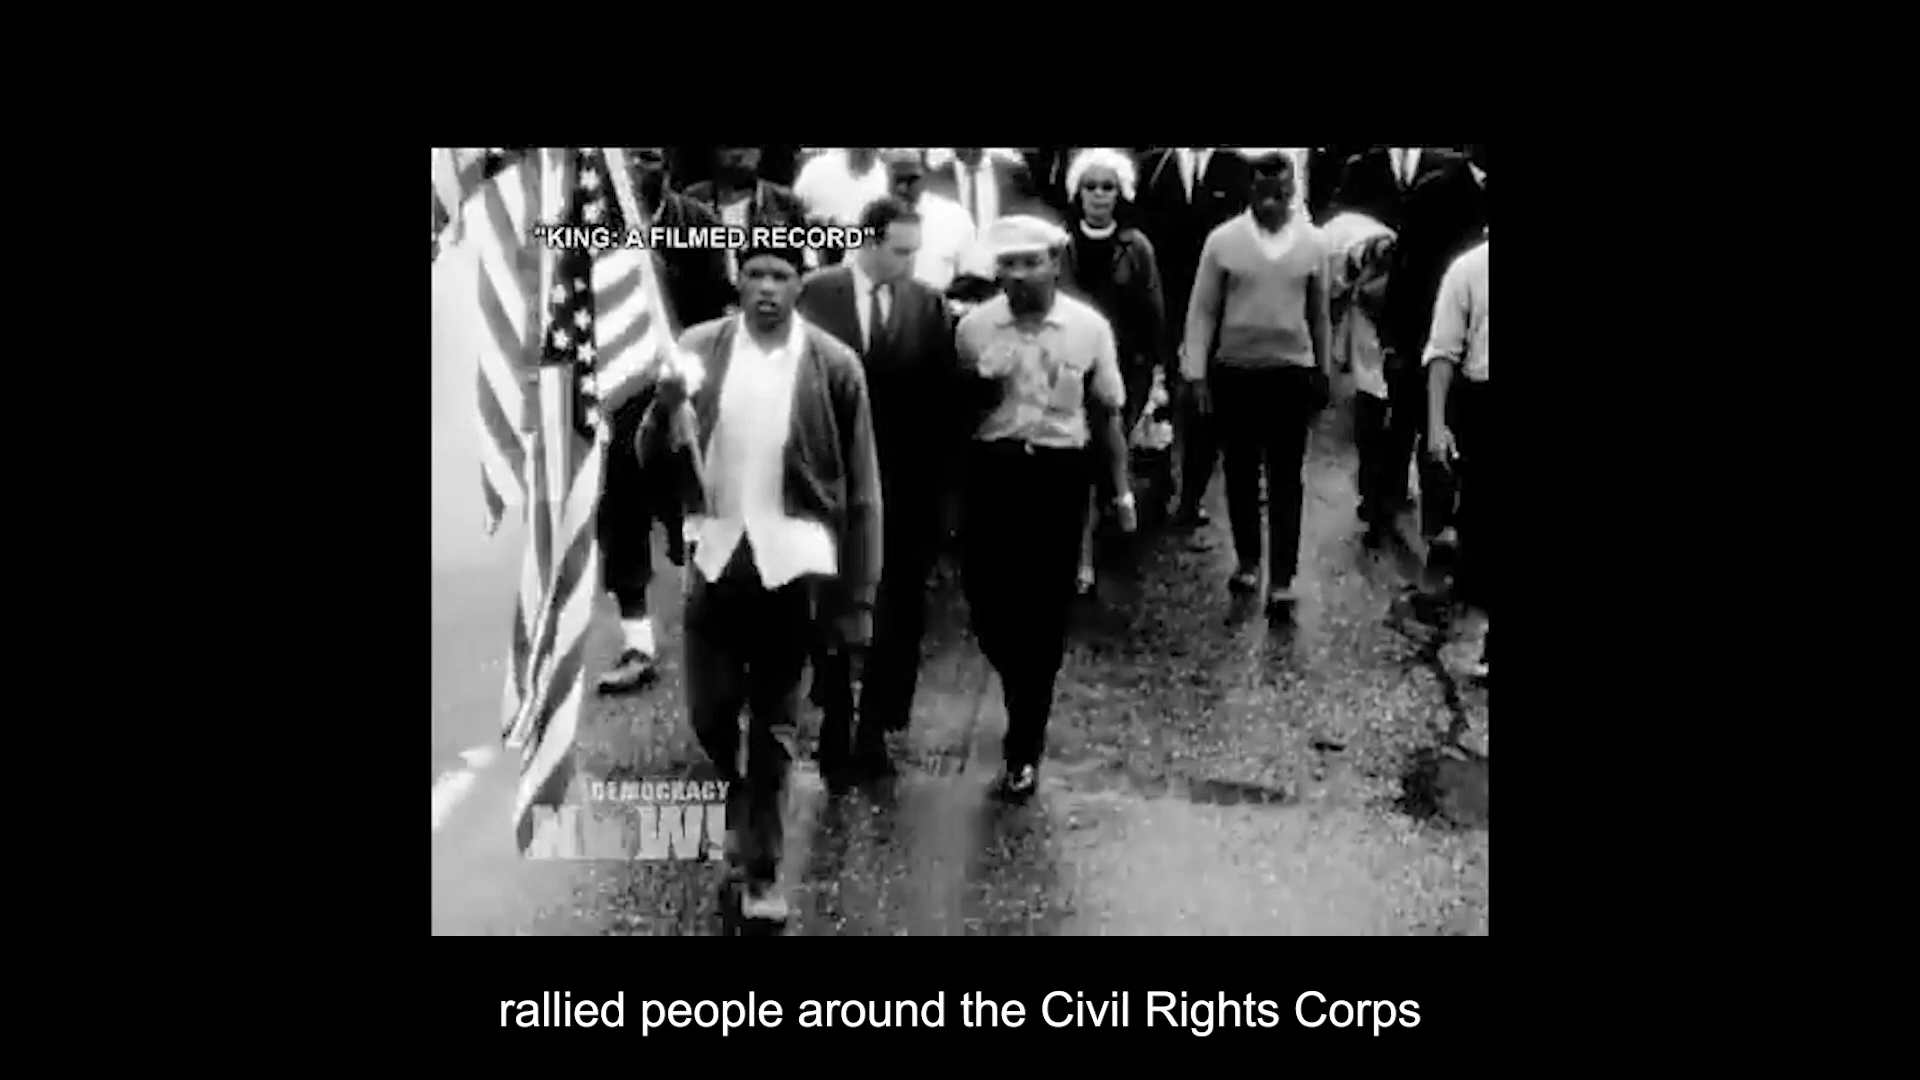 "KING: A FILMED RECORD"
DEMOCRACY
NOW!
rallied people around the Civil Rights Corps